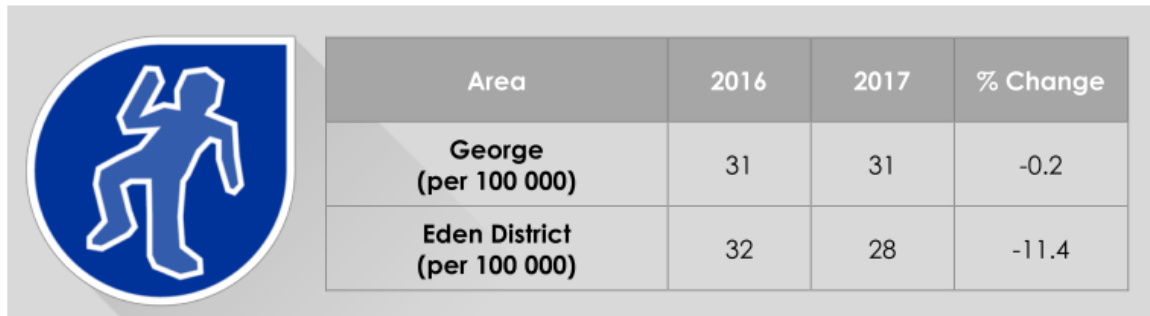 Area 2016 2017 % Change
George
(per 100 000) 31 31 -0.2
Eden District
(per 100 000) 32 28 -11.4